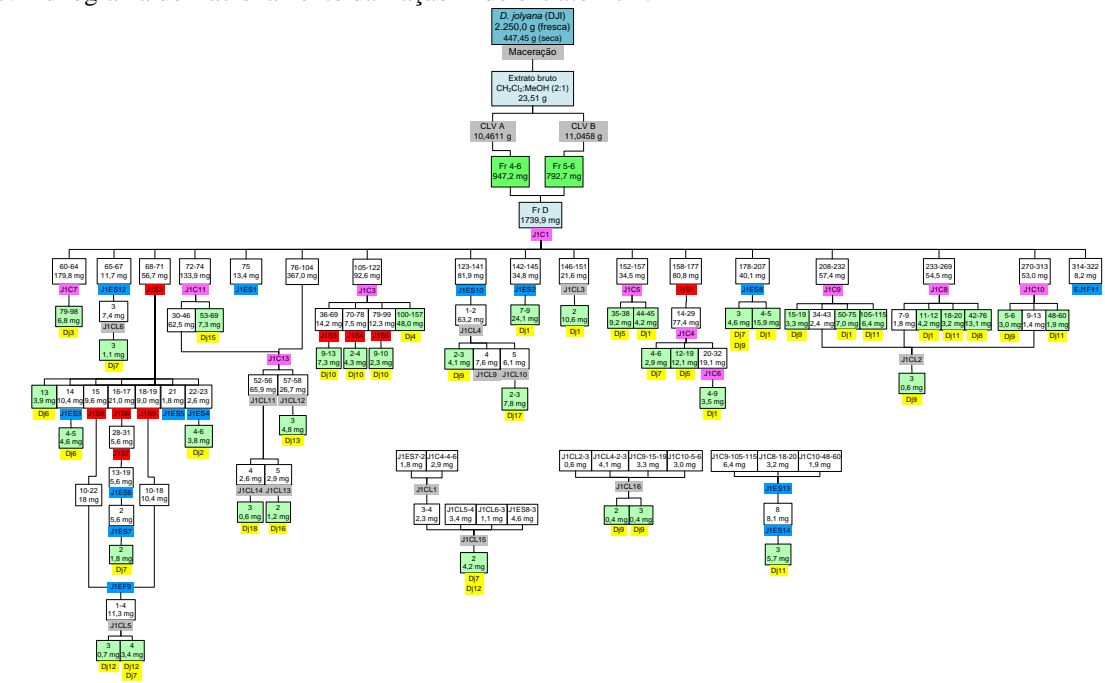 D. jolyana (DJI)
2.250,0 g (fresca)
447,45 g (seca)
Maceração
Extrato bruto
CH₂Cl₂:MeOH (2:1)
23,51 g
CLV A
10,4611 g
CLV B
11,0458 g
Fr 4-6
947,2 mg
Fr 5-6
792,7 mg
Fr D
1739,9 mg
J1C1
60-64
179,8 mg
J1C7
79-98
6,8 mg
Dj3
65-67
11,7 mg
J1ES12
3
7,4 mg
J1CL6
3
1,1 mg
Dj7
68-71
56,7 mg
J1S2
72-74
133,9 mg
J1C11
30-46
62,5 mg
53-69
7,3 mg
Dj15
75
13,4 mg
J1ES1
76-104
367,0 mg
J1C13
52-56
65,9 mg
J1CL11
57-58
26,7 mg
J1CL12
3
4,8 mg
Dj13
4
2,6 mg
J1CL14
5
2,9 mg
J1CL13
3
0,6 mg
Dj18
2
1,2 mg
Dj16
105-122
92,6 mg
J1C3
36-69
14,2 mg
70-78
7,5 mg
79-99
12,3 mg
100-157
48,0 mg
Dj4
9-13
7,3 mg
Dj10
2-4
4,3 mg
Dj10
9-10
2,3 mg
Dj10
123-141
81,9 mg
J1ES10
1-2
63,2 mg
J1CL4
2-3
4,1 mg
Dj9
4
7,6 mg
J1CL9
5
6,1 mg
J1CL10
2-3
7,8 mg
Dj17
142-145
34,8 mg
J1ES2
7-9
24,1 mg
Dj1
146-151
21,6 mg
J1CL3
2
10,6 mg
Dj1
152-157
34,5 mg
J1C5
35-38
9,2 mg
Dj5
44-45
4,2 mg
Dj1
158-177
80,8 mg
J1S1
14-29
77,4 mg
J1C4
4-6
2,9 mg
Dj7
12-19
12,1 mg
Dj5
20-32
19,1 mg
J1C6
4-9
3,5 mg
Dj1
178-207
40,1 mg
J1ES8
3
4,6 mg
Dj7
Dj9
4-5
15,9 mg
Dj1
208-232
57,4 mg
J1C9
15-19
3,3 mg
Dj9
34-43
2,4 mg
50-75
7,0 mg
Dj1
105-115
6,4 mg
Dj11
233-269
54,5 mg
J1C8
7-9
1,8 mg
11-12
4,2 mg
Dj1
18-20
3,2 mg
Dj11
42-76
13,1 mg
Dj8
270-313
53,0 mg
J1C10
5-6
3,0 mg
Dj9
9-13
1,4 mg
48-60
1,9 mg
Dj11
J1CL2
3
0,6 mg
Dj9
314-322
8,2 mg
EJ1F11
13
3,9 mg
Dj6
14
10,4 mg
J1ES3
15
9,6 mg
16-17
21,0 mg
18-19
9,0 mg
21
1,8 mg
J1ES5
22-23
2,6 mg
J1ES4
4-5
4,6 mg
Dj6
4-6
3,8 mg
Dj2
28-31
5,6 mg
13-19
5,6 mg
J1ES6
2
5,6 mg
J1ES7
2
1,8 mg
Dj7
10-22
18 mg
10-18
10,4 mg
J1EF9
1-4
11,3 mg
J1CL5
3
0,7 mg
Dj12
4
3,4 mg
Dj12
Dj7
J1ES7-2
1,8 mg
J1C4-4-6
2,9 mg
J1CL1
3-4
2,3 mg
J1CL5-4
3,4 mg
J1CL6-3
1,1 mg
J1ES8-3
4,6 mg
J1CL15
2
4,2 mg
Dj7
Dj12
J1CL2-3
0,6 mg
J1CL4-2-3
4,1 mg
J1C9-15-19
3,3 mg
J1C10-5-6
3,0 mg
J1CL16
2
0,4 mg
Dj9
3
0,4 mg
Dj9
J1C9-105-115
6,4 mg
J1C8-18-20
3,2 mg
J1C10-48-60
1,9 mg
J1ES13
8
8,1 mg
J1ES14
3
5,7 mg
Dj11